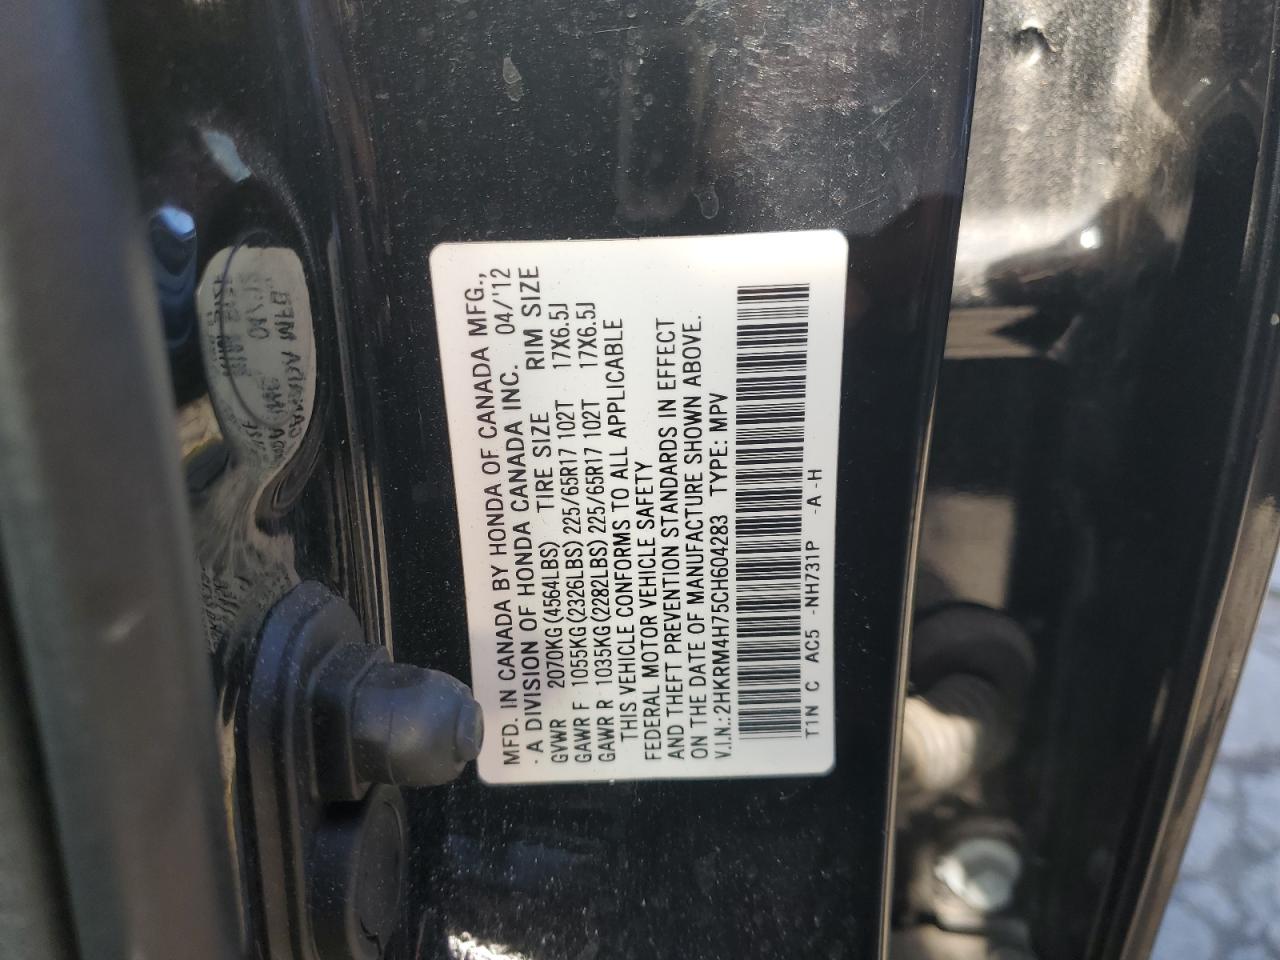 MFD. IN CANADA BY HONDA OF CANADA MFG.,
· A DIVISION OF HONDA CANADA INC. 04/'12
GVWR 2070KG(4564LBS) TIRE SIZE RIM SIZE
GAWR F 1055KG(2326LBS) 225/65R17 102T 17X6.5J
GAWR R 1035KG(2282LBS) 225/65R17 102T 17X6.5J
THIS VEHICLE CONFORMS TO ALL APPLICABLE
FEDERAL MOTOR VEHICLE SAFETY
AND THEFT PREVENTION STANDARDS IN EFFECT
ON THE DATE OF MANUFACTURE SHOWN ABOVE.
V.I.N.:2HKRM4H75CH604283 TYPE: MPV
T1N C AC5 -NH731P -A -H